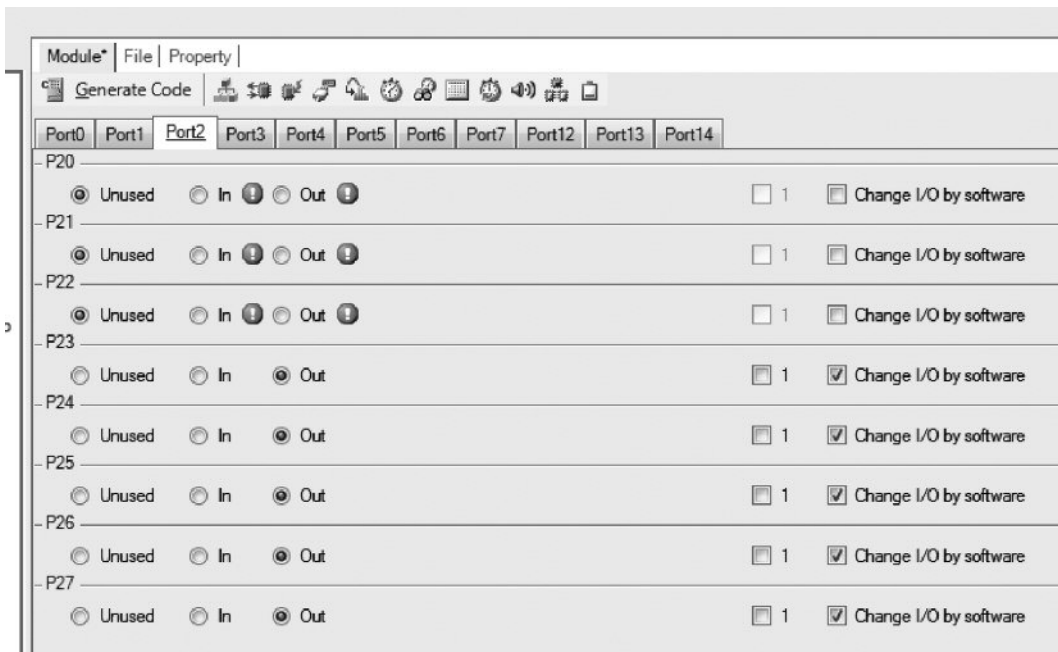 Module* File Property
Generate Code
Port0 Port1 Port2 Port3 Port4 Port5 Port6 Port7 Port12 Port13 Port14
P20
Unused In Out 1 Change I/O by software
P21
Unused In Out 1 Change I/O by software
P22
Unused In Out 1 Change I/O by software
P23
Unused In Out 1 Change I/O by software
P24
Unused In Out 1 Change I/O by software
P25
Unused In Out 1 Change I/O by software
P26
Unused In Out 1 Change I/O by software
P27
Unused In Out 1 Change I/O by software